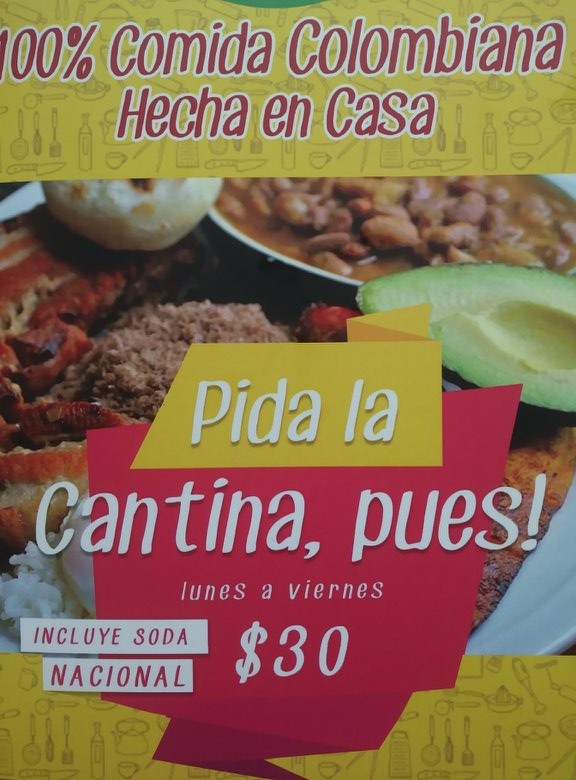 100% Comida Colombiana
Hecha en Casa
Pida la
Cantina, pues!
lunes a viernes
INCLUYE SODA
NACIONAL
$30